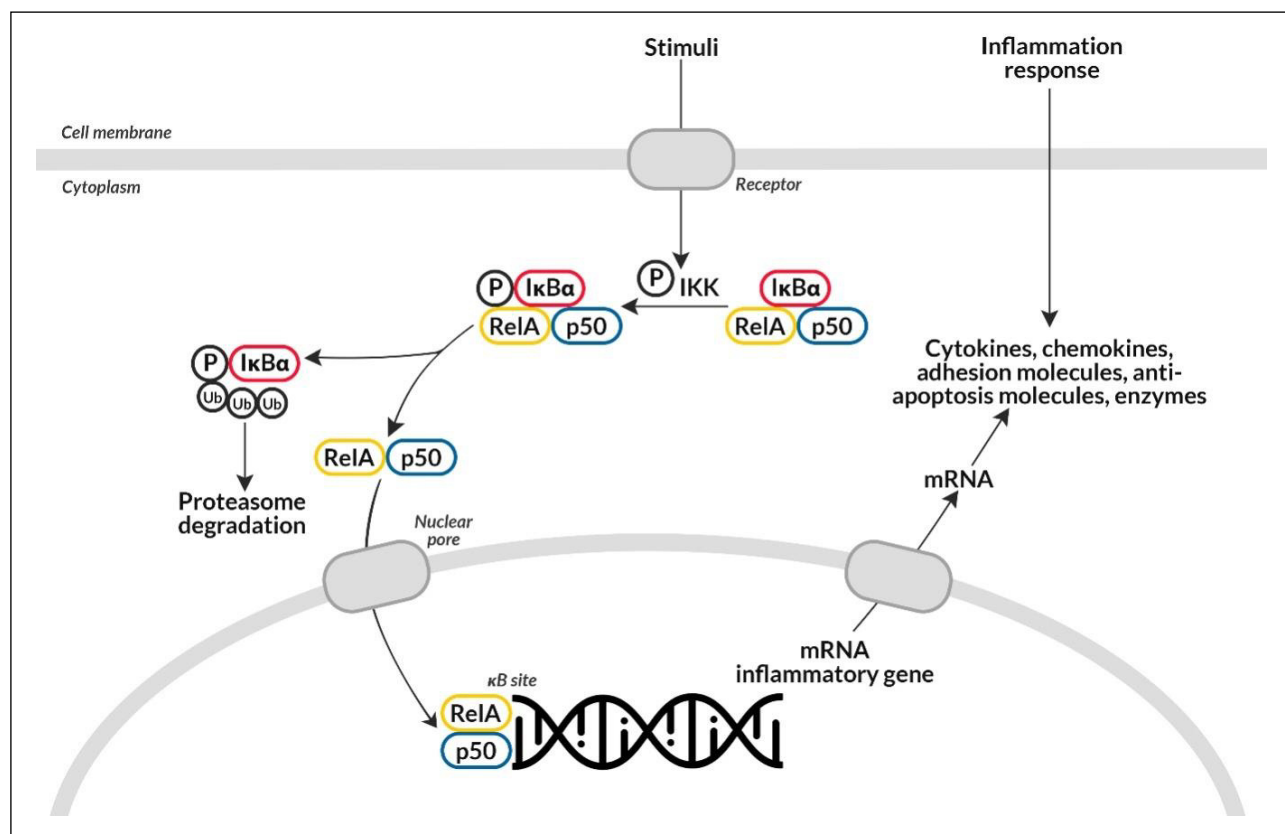 Stimuli
Inflammation
response
Cell membrane
Cytoplasm
Receptor
P
IKK
P
IκBα
RelA
p50
IκBα
RelA
p50
P
IκBα
Ub
Ub
Ub
Cytokines, chemokines,
adhesion molecules, anti-
apoptosis molecules, enzymes
RelA
p50
Proteasome
degradation
mRNA
Nuclear
pore
mRNA
inflammatory gene
κB site
RelA
p50